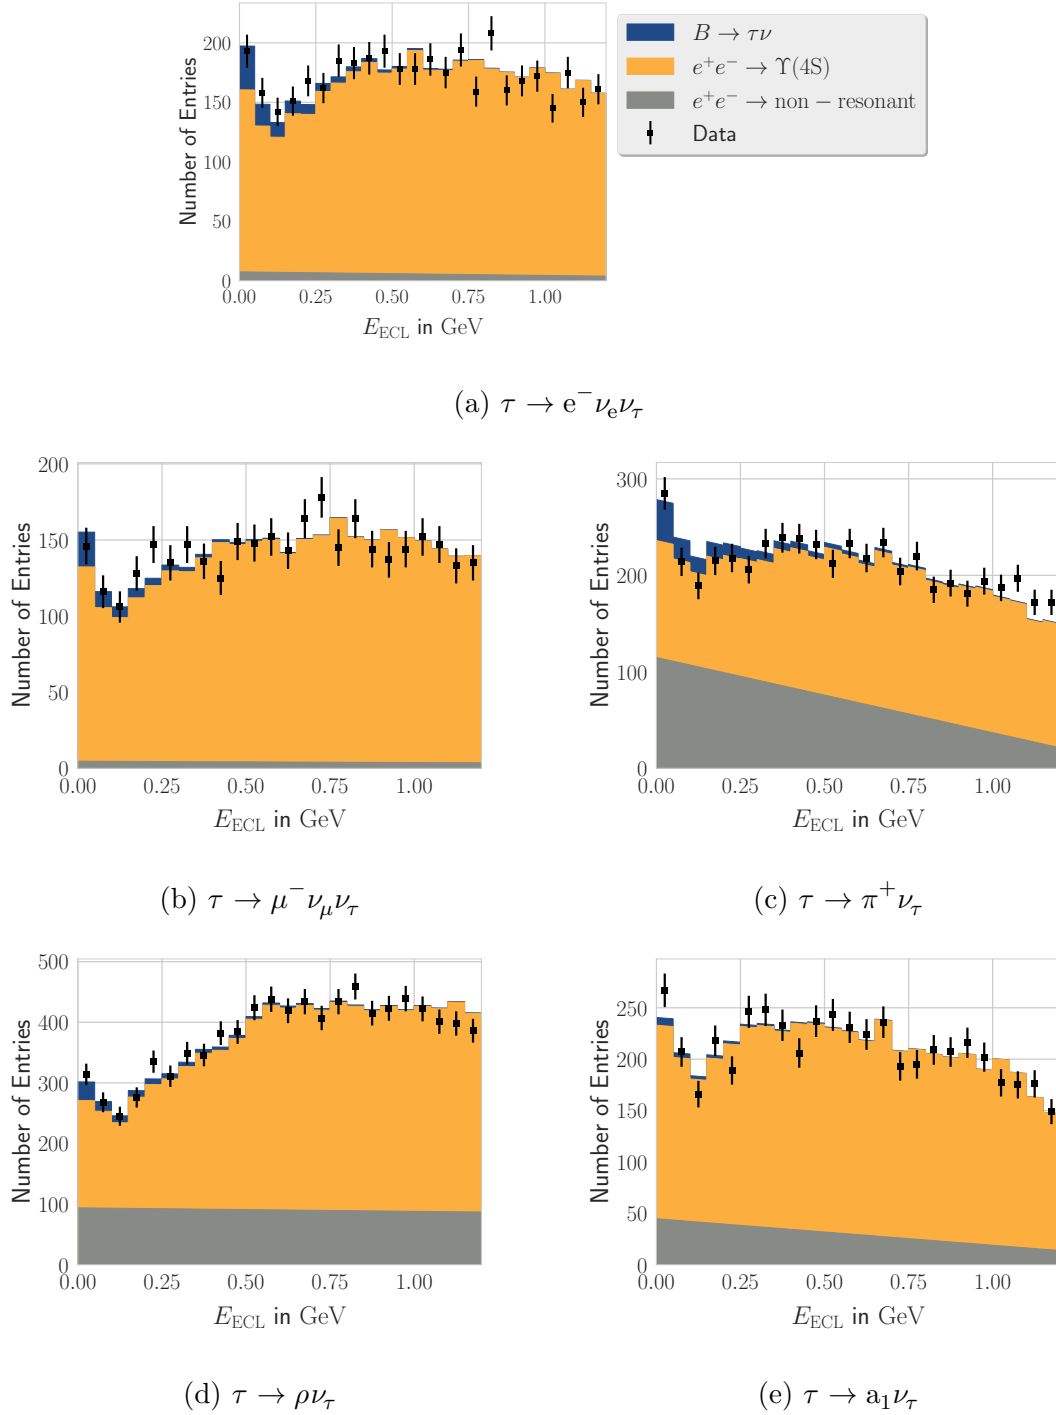 200
150
100
50
0
Number of Entries
0.00 0.25 0.50 0.75 1.00
E_ECL in GeV
B → τν
e⁺e⁻ → Υ(4S)
e⁺e⁻ → non − resonant
Data
(a) τ → e⁻ν_eν_τ
200
150
100
50
0
Number of Entries
0.00 0.25 0.50 0.75 1.00
E_ECL in GeV
(b) τ → μ⁻ν_μν_τ
300
200
100
0
Number of Entries
0.00 0.25 0.50 0.75 1.00
E_ECL in GeV
(c) τ → π⁺ν_τ
500
400
300
200
100
0
Number of Entries
0.00 0.25 0.50 0.75 1.00
E_ECL in GeV
(d) τ → ρν_τ
250
200
150
100
50
0
Number of Entries
0.00 0.25 0.50 0.75 1.00
E_ECL in GeV
(e) τ → a₁ν_τ